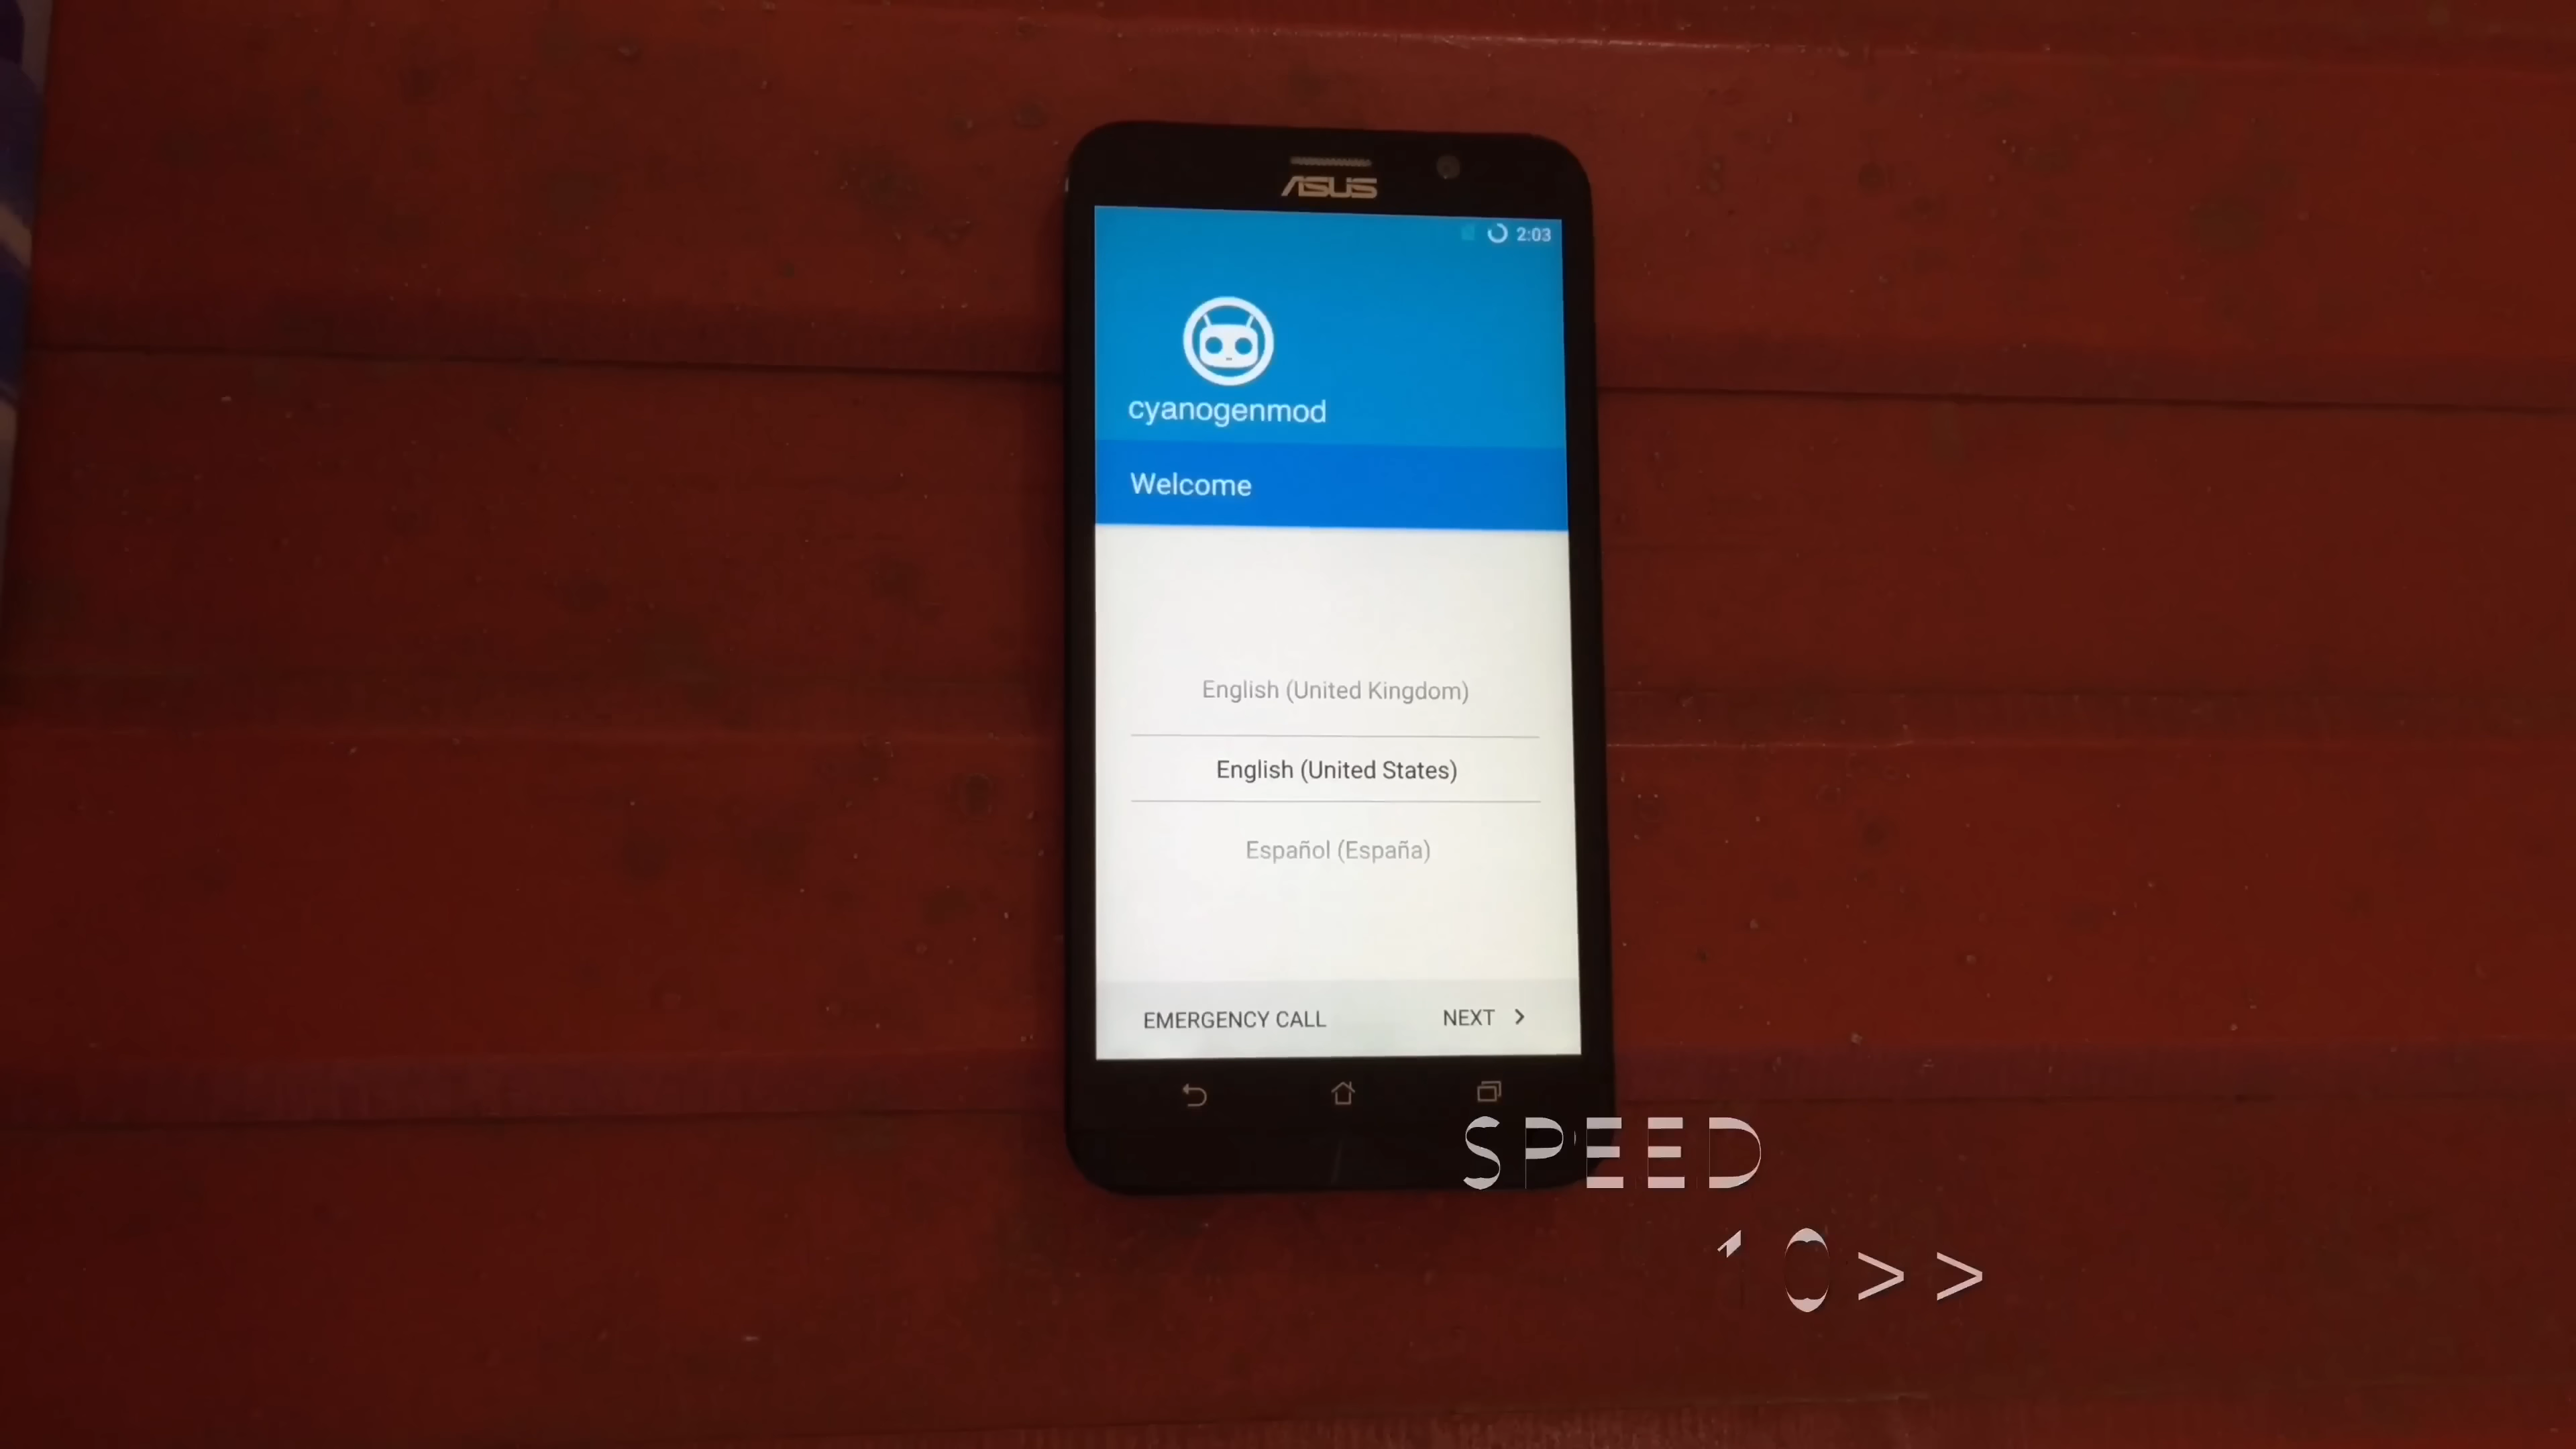 ASUS
2:03
cyanogenmod
Welcome
English (United Kingdom)
English (United States)
Español (España)
EMERGENCY CALL
NEXT >
SPEED
10>>